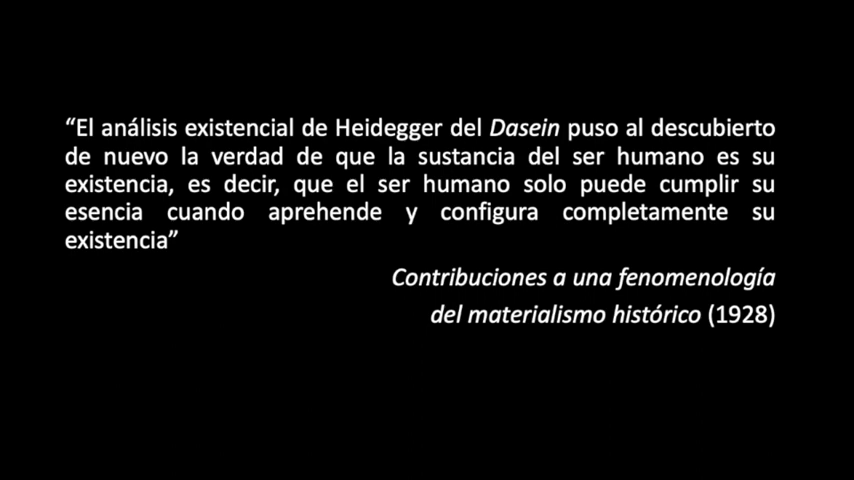 “El análisis existencial de Heidegger del Dasein puso al descubierto
de nuevo la verdad de que la sustancia del ser humano es su
existencia, es decir, que el ser humano solo puede cumplir su
esencia cuando aprehende y configura completamente su
existencia”
Contribuciones a una fenomenología
del materialismo histórico (1928)